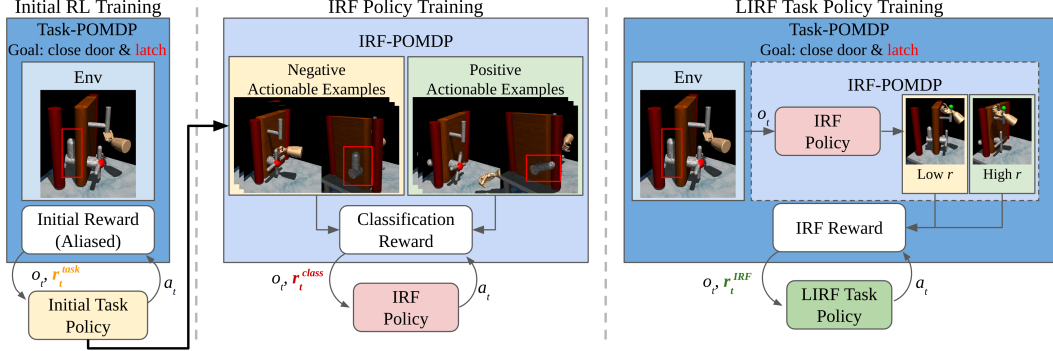 Initial RL Training
Task-POMDP
Goal: close door & latch
Env
Initial Reward
(Aliased)
o_t, r_t^task
a_t
Initial Task
Policy
IRF Policy Training
IRF-POMDP
Negative
Actionable Examples
Positive
Actionable Examples
Classification
Reward
o_t, r_t^class
a_t
IRF
Policy
LIRF Task Policy Training
Task-POMDP
Goal: close door & latch
Env
IRF-POMDP
o_t
IRF
Policy
Low r
High r
IRF Reward
o_t, r_t^IRF
a_t
LIRF Task
Policy